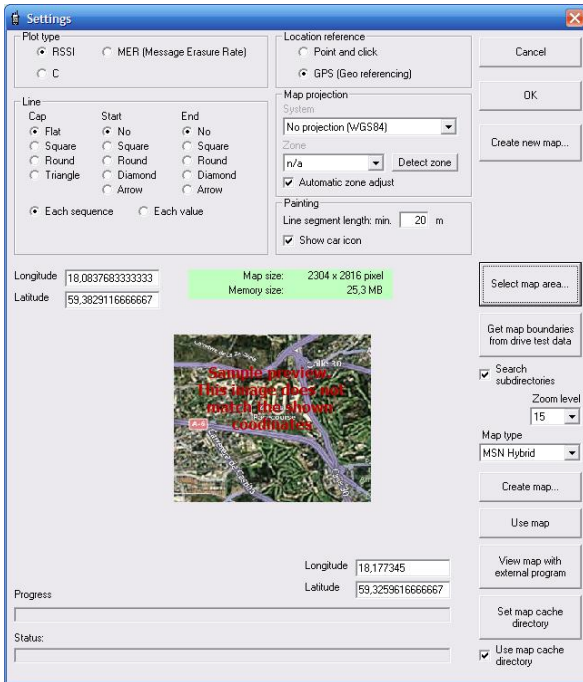 Settings
Plot type
RSSI
MER (Message Erasure Rate)
C
Location reference
Point and click
GPS (Geo referencing)
Line
Cap
Start
End
Flat
No
No
Square
Square
Square
Round
Round
Round
Triangle
Diamond
Diamond
Arrow
Arrow
Each sequence
Each value
Map projection
System
No projection (WGS84)
Zone
n/a
Detect zone
Automatic zone adjust
Painting
Line segment length: min. 20 m
Show car icon
Cancel
OK
Create new map...
Longitude 18,0837683333333
Latitude 59,3829116666667
Map size: 2304 x 2816 pixel
Memory size: 25,3 MB
Sample preview.
This image does not
match the shown
coodinates
A-6
Select map area...
Get map boundaries
from drive test data
Search
subdirectories
Zoom level
15
Map type
MSN Hybrid
Create map...
Use map
View map with
external program
Set map cache
directory
Use map cache
directory
Longitude 18,177345
Latitude 59,3259616666667
Progress
Status: